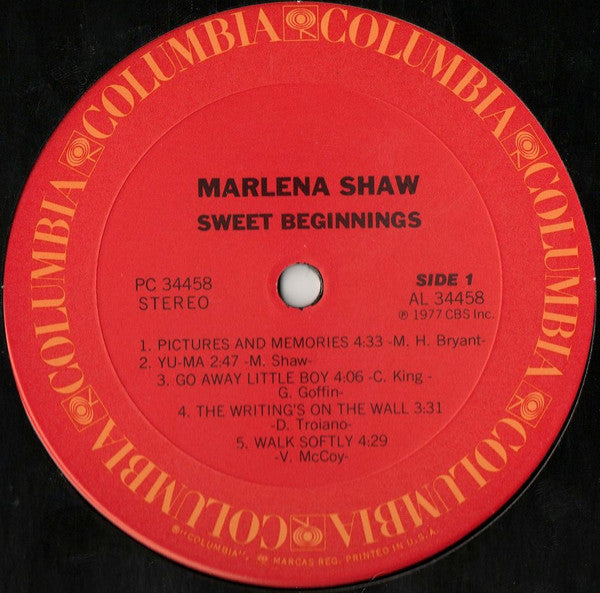 COLUMBIA COLUMBIA COLUMBIA COLUMBIA COLUMBIA COLUMBIA
MARLENA SHAW
SWEET BEGINNINGS
PC 34458
STEREO
SIDE 1
AL 34458
℗ 1977 CBS Inc.
1. PICTURES AND MEMORIES 4:33 -M. H. Bryant-
2. YU-MA 2:47 -M. Shaw-
3. GO AWAY LITTLE BOY 4:06 -C. King -
G. Goffin-
4. THE WRITING'S ON THE WALL 3:31
-D. Troiano-
5. WALK SOFTLY 4:29
-V. McCoy-
®"COLUMBIA", MARCAS REG. PRINTED IN U.S.A.